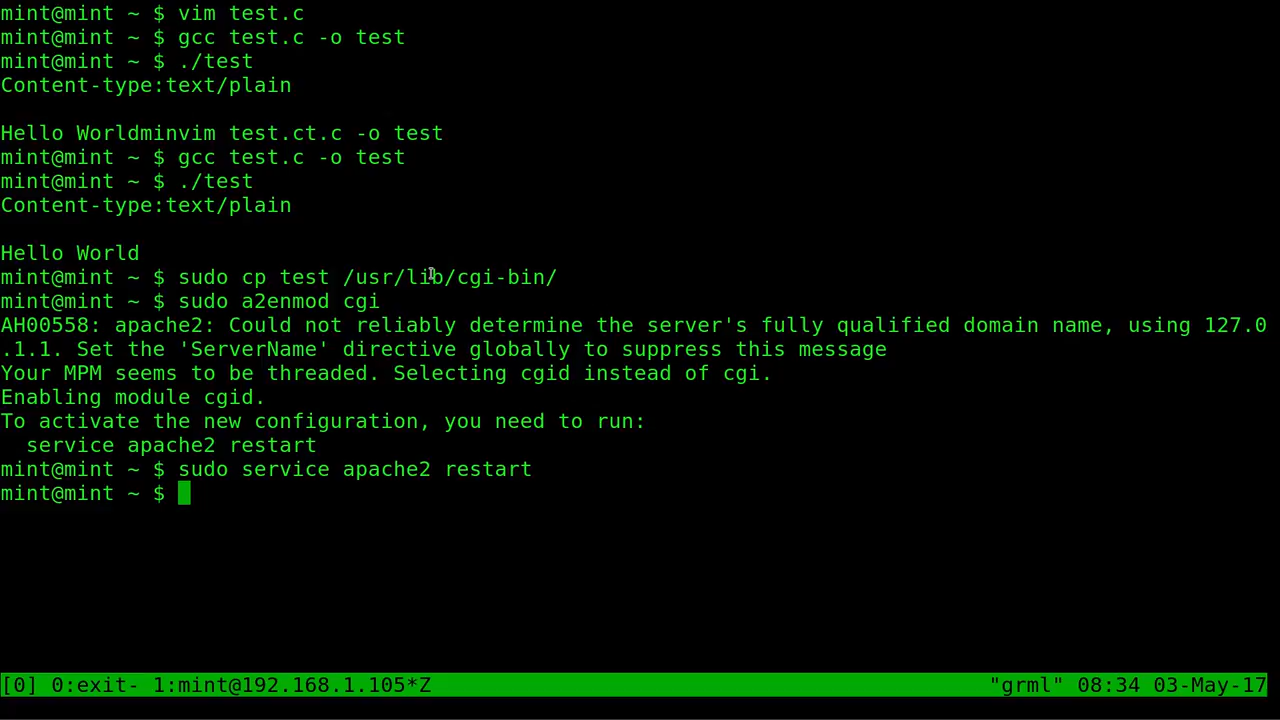 mint@mint ~ $ vim test.c
mint@mint ~ $ gcc test.c -o test
mint@mint ~ $ ./test
Content-type:text/plain

Hello Worldminvim test.ct.c -o test
mint@mint ~ $ gcc test.c -o test
mint@mint ~ $ ./test
Content-type:text/plain

Hello World
mint@mint ~ $ sudo cp test /usr/lib/cgi-bin/
mint@mint ~ $ sudo a2enmod cgi
AH00558: apache2: Could not reliably determine the server's fully qualified domain name, using 127.0
.1.1. Set the 'ServerName' directive globally to suppress this message
Your MPM seems to be threaded. Selecting cgid instead of cgi.
Enabling module cgid.
To activate the new configuration, you need to run:
  service apache2 restart
mint@mint ~ $ sudo service apache2 restart
mint@mint ~ $
[0] 0:exit- 1:mint@192.168.1.105*Z "grml" 08:34 03-May-17